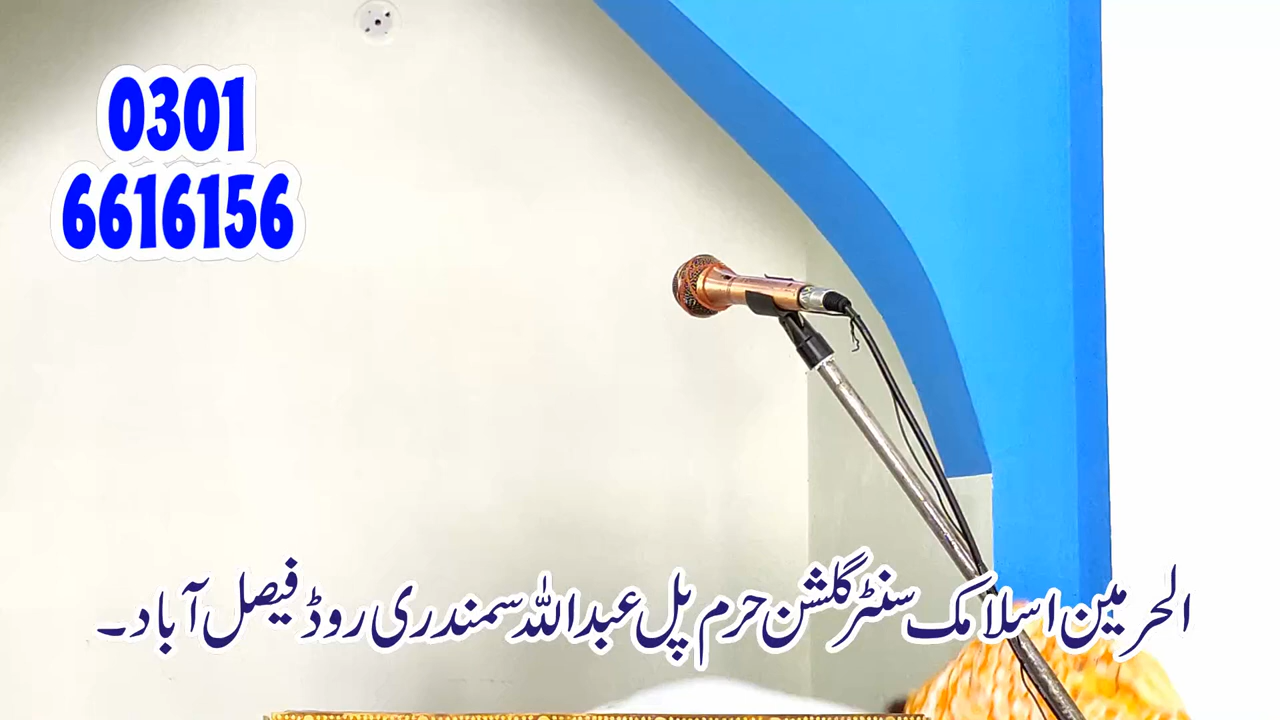 0301
6616156
الحرمین اسلامک سنٹر گلشن حرم پل عبداللہ سمندری روڈ فیصل آباد۔